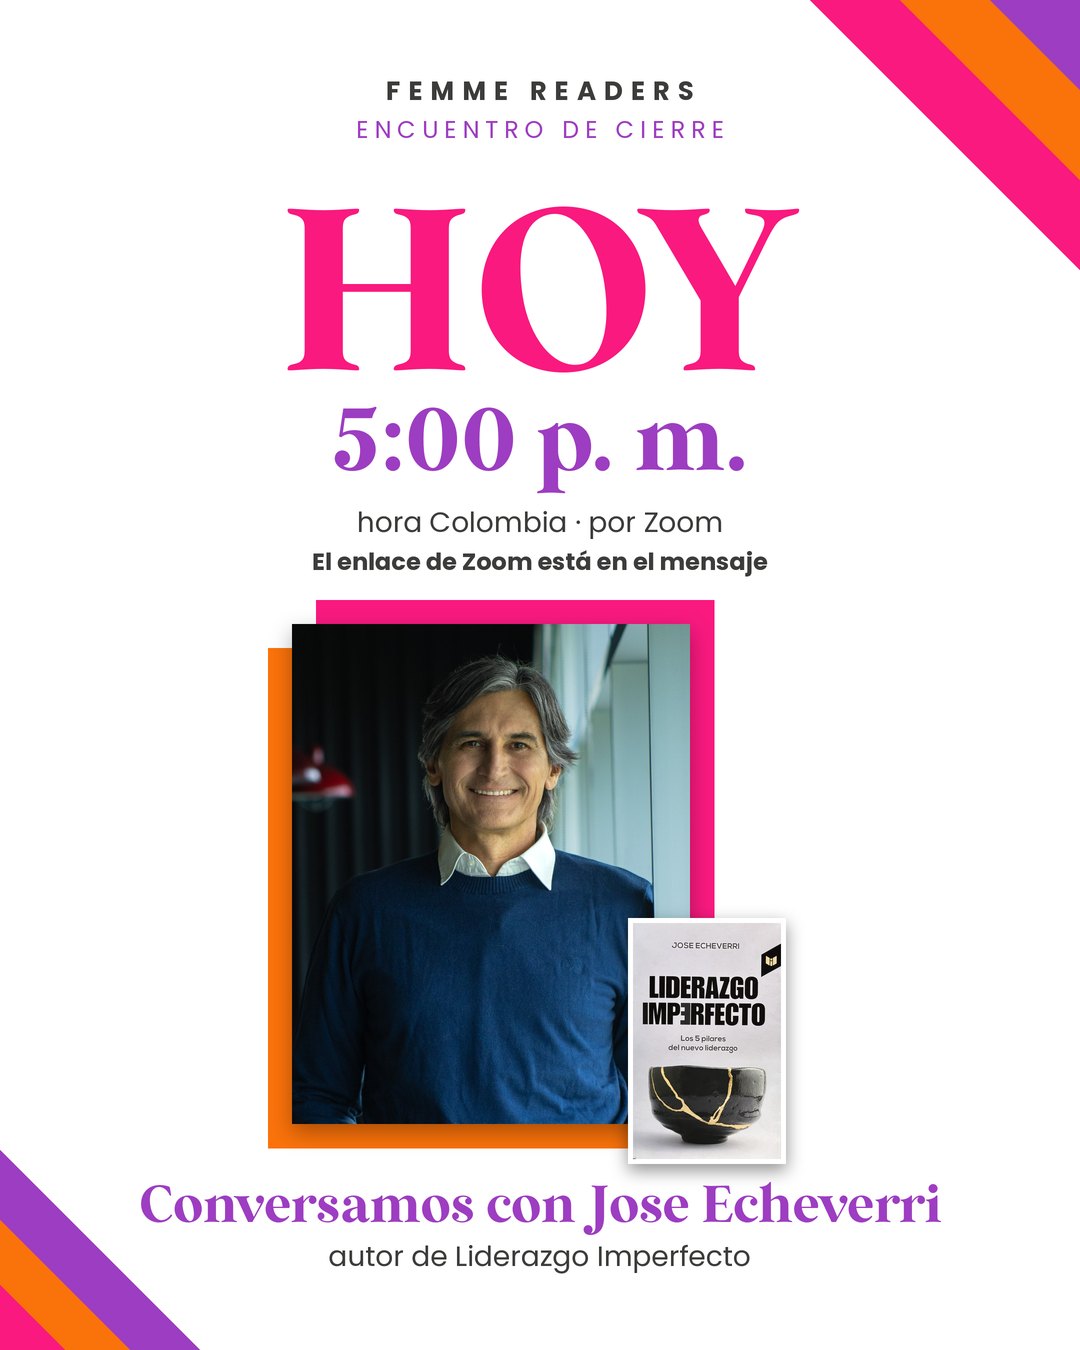 FEMME READERS
ENCUENTRO DE CIERRE
HOY
5:00 p. m.
hora Colombia · por Zoom
El enlace de Zoom está en el mensaje
JOSE ECHEVERRI
LIDERAZGO
IMPERFECTO
Los 5 pilares
del nuevo liderazgo
Conversamos con Jose Echeverri
autor de Liderazgo Imperfecto